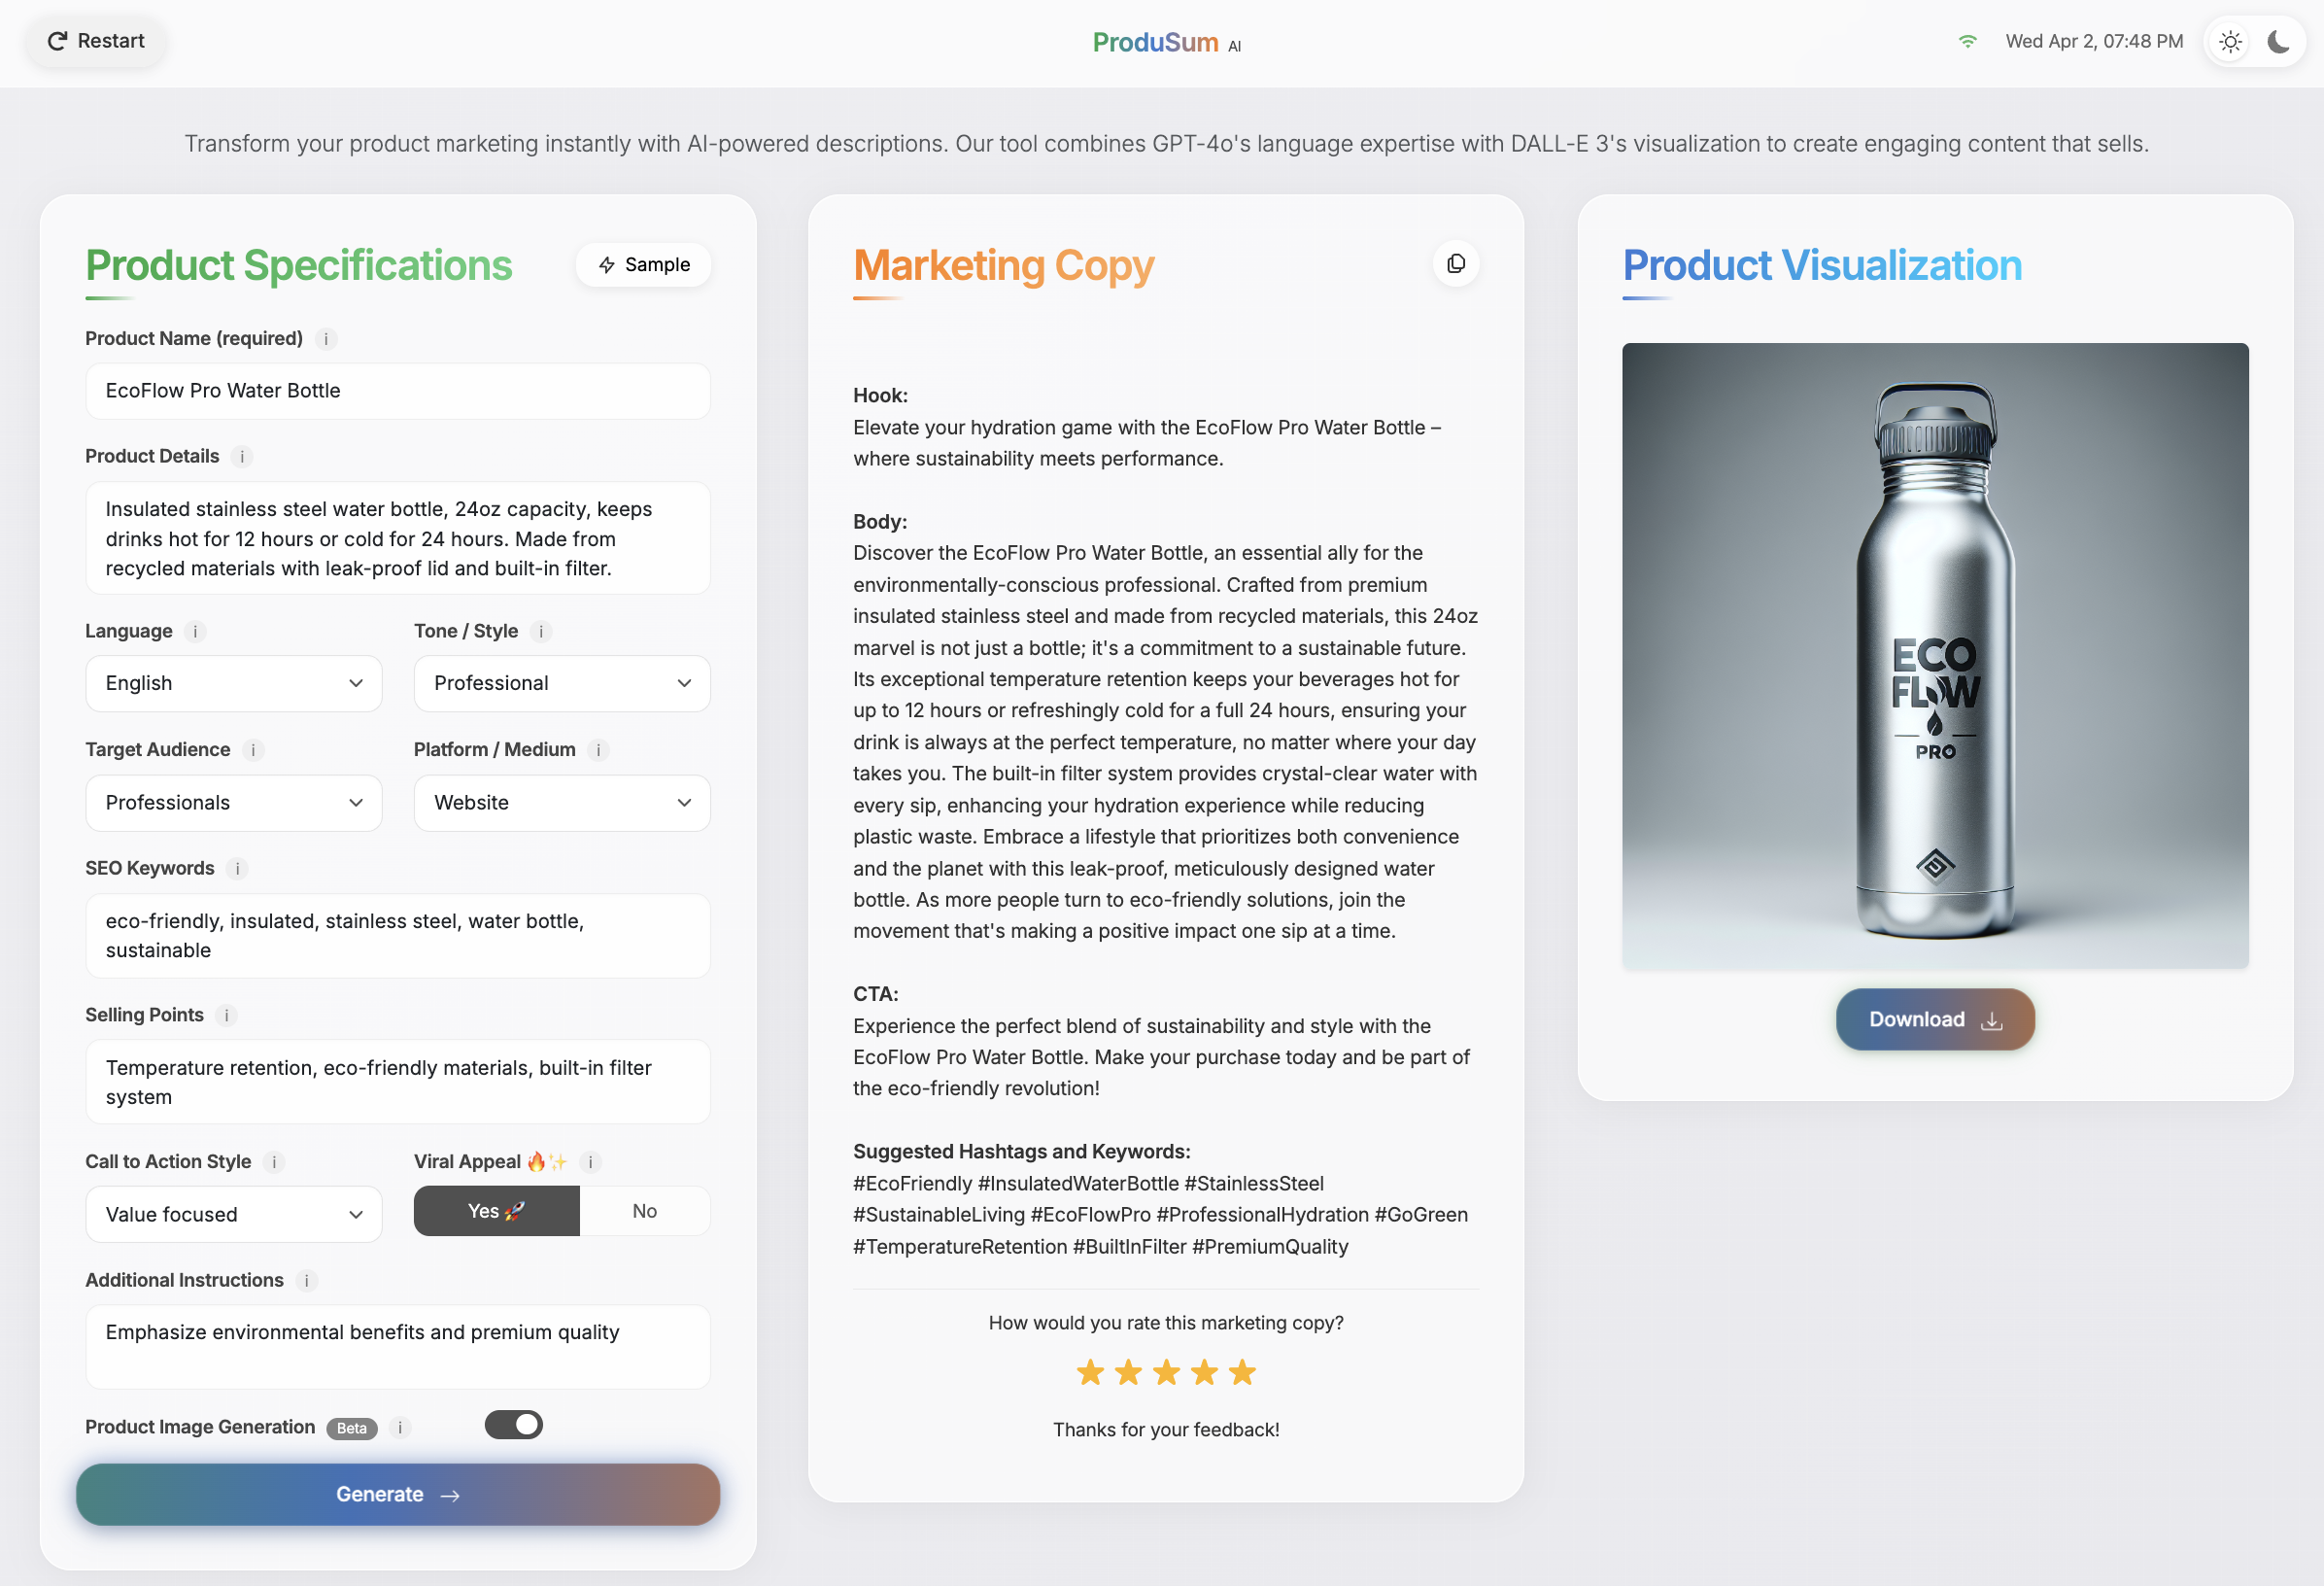 Restart
ProduSum AI
Wed Apr 2, 07:48 PM
Transform your product marketing instantly with AI-powered descriptions. Our tool combines GPT-4o's language expertise with DALL-E 3's visualization to create engaging content that sells.
Product Specifications
Sample
Product Name (required) i
EcoFlow Pro Water Bottle
Product Details i
Insulated stainless steel water bottle, 24oz capacity, keeps
drinks hot for 12 hours or cold for 24 hours. Made from
recycled materials with leak-proof lid and built-in filter.
Language i
Tone / Style i
English
Professional
Target Audience i
Platform / Medium i
Professionals
Website
SEO Keywords i
eco-friendly, insulated, stainless steel, water bottle,
sustainable
Selling Points i
Temperature retention, eco-friendly materials, built-in filter
system
Call to Action Style i
Viral Appeal 🔥✨ i
Value focused
Yes 🚀
No
Additional Instructions i
Emphasize environmental benefits and premium quality
Product Image Generation Beta i
Generate →
Marketing Copy
Hook:
Elevate your hydration game with the EcoFlow Pro Water Bottle –
where sustainability meets performance.
Body:
Discover the EcoFlow Pro Water Bottle, an essential ally for the
environmentally-conscious professional. Crafted from premium
insulated stainless steel and made from recycled materials, this 24oz
marvel is not just a bottle; it's a commitment to a sustainable future.
Its exceptional temperature retention keeps your beverages hot for
up to 12 hours or refreshingly cold for a full 24 hours, ensuring your
drink is always at the perfect temperature, no matter where your day
takes you. The built-in filter system provides crystal-clear water with
every sip, enhancing your hydration experience while reducing
plastic waste. Embrace a lifestyle that prioritizes both convenience
and the planet with this leak-proof, meticulously designed water
bottle. As more people turn to eco-friendly solutions, join the
movement that's making a positive impact one sip at a time.
CTA:
Experience the perfect blend of sustainability and style with the
EcoFlow Pro Water Bottle. Make your purchase today and be part of
the eco-friendly revolution!
Suggested Hashtags and Keywords:
#EcoFriendly #InsulatedWaterBottle #StainlessSteel
#SustainableLiving #EcoFlowPro #ProfessionalHydration #GoGreen
#TemperatureRetention #BuiltInFilter #PremiumQuality
How would you rate this marketing copy?
Thanks for your feedback!
Product Visualization
ECO
FLOW
PRO
Download